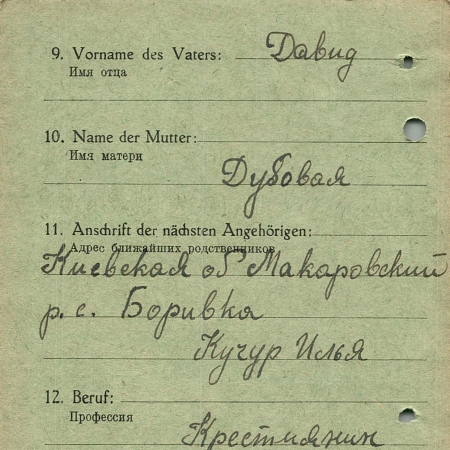 9. Vorname des Vaters: Давид
Имя отца
10. Name der Mutter:
Имя матери
Дубовая
11. Anschrift der nächsten Angehörigen:
Адрес ближайших родственников
Киевская об Макаровский
р. с. Боривка
Кучур Илья
12. Beruf:
Профессия
Крестиянин